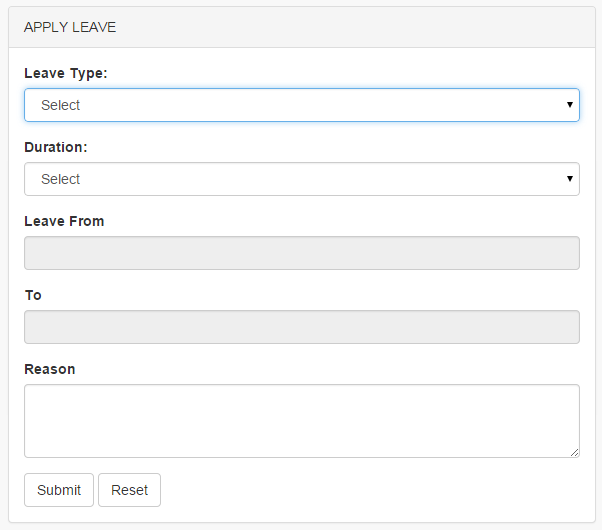 APPLY LEAVE
Leave Type:
Select
Duration:
Select
Leave From
To
Reason
Submit Reset